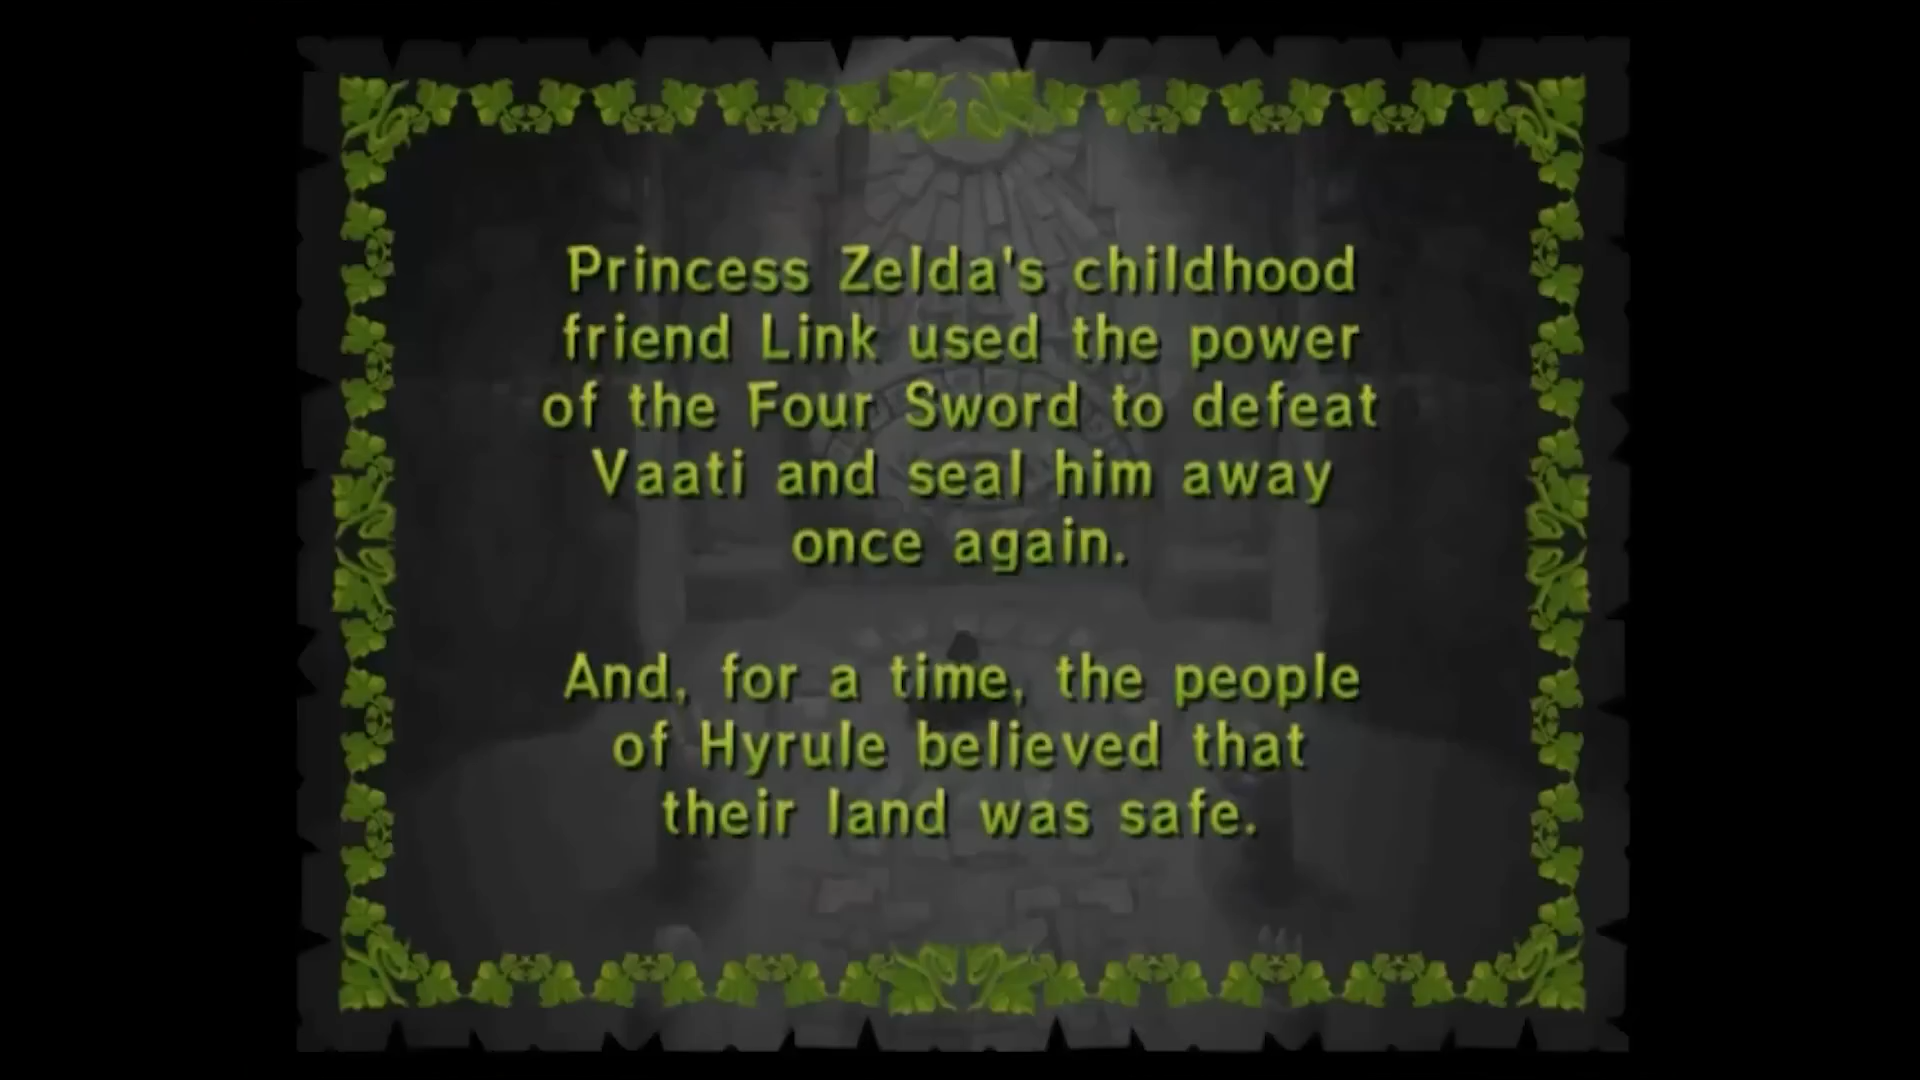 Princess Zelda's childhood
friend Link used the power
of the Four Sword to defeat
Vaati and seal him away
once again.
And, for a time, the people
of Hyrule believed that
their land was safe.